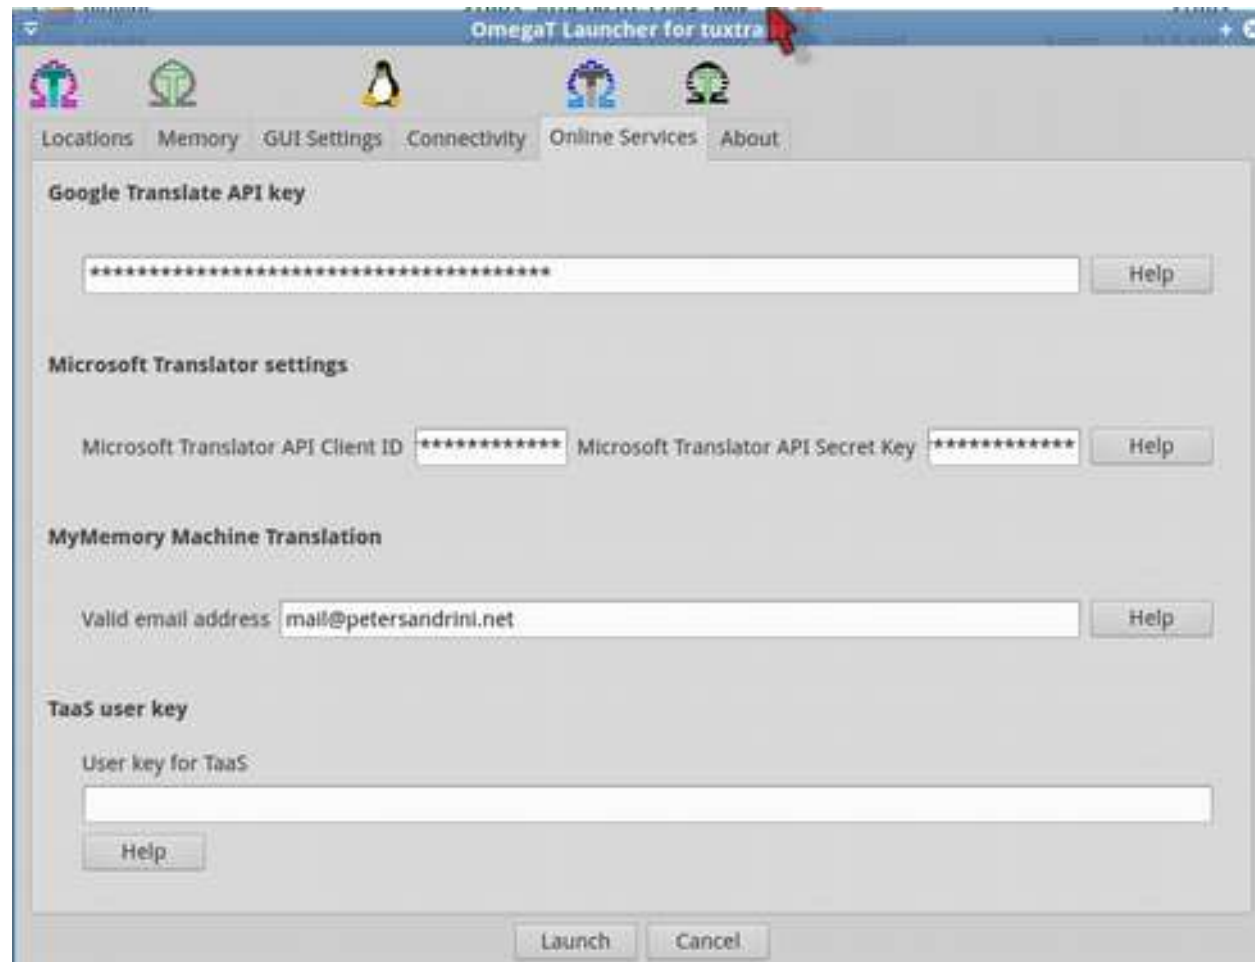 OmegaT Launcher for tuxtra
Locations Memory GUI Settings Connectivity Online Services About
Google Translate API key
*************************************** Help
Microsoft Translator settings
Microsoft Translator API Client ID ************ Microsoft Translator API Secret Key ************ Help
MyMemory Machine Translation
Valid email address mail@petersandrini.net Help
TaaS user key
User key for TaaS
Help
Launch Cancel